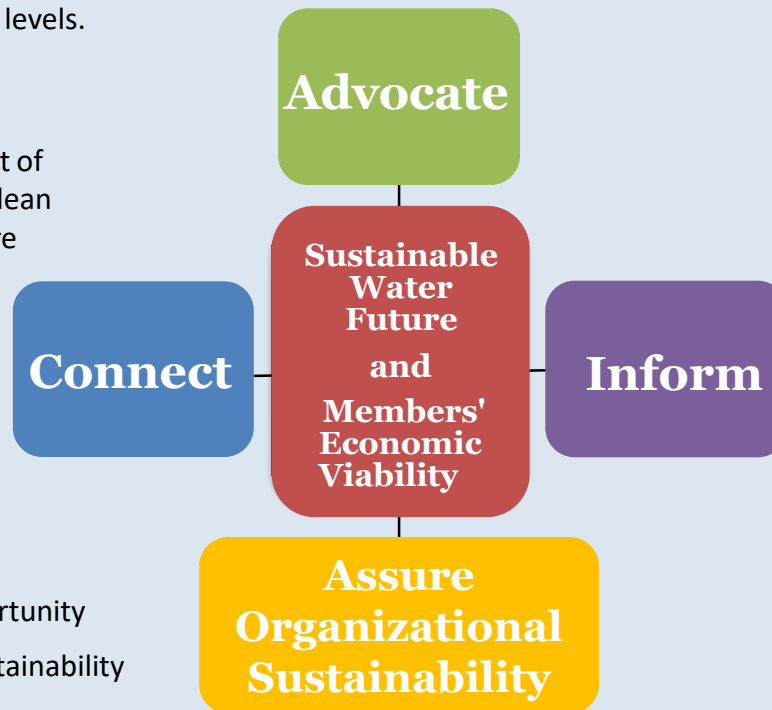 levels.
Advocate
t of
lean
re
Connect
Sustainable
Water
Future
and
Members'
Economic
Viability
Inform
rtunity
tainability
Assure
Organizational
Sustainability